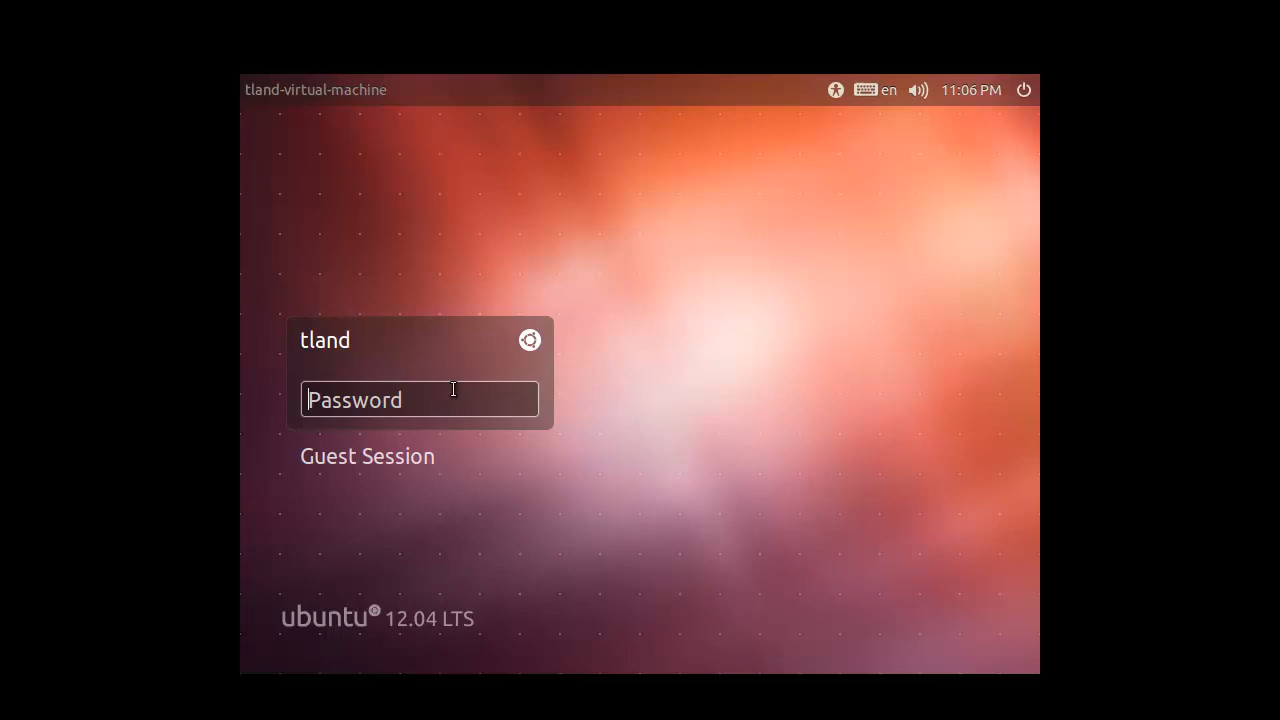 tland-virtual-machine en 11:06 PM
tland
Password
Guest Session
ubuntu 12.04 LTS